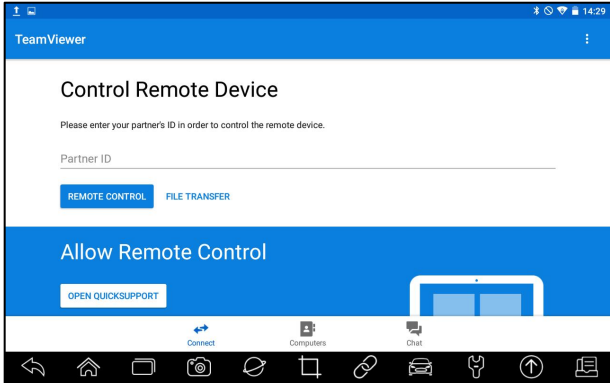 14:29
TeamViewer
Control Remote Device
Please enter your partner's ID in order to control the remote device.
Partner ID
REMOTE CONTROL FILE TRANSFER
Allow Remote Control
OPEN QUICKSUPPORT
Connect Computers Chat